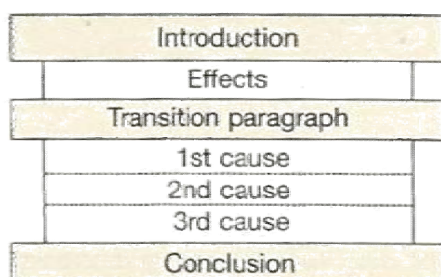 Introduction
Effects
Transition paragraph
1st cause
2nd cause
3rd cause
Conclusion